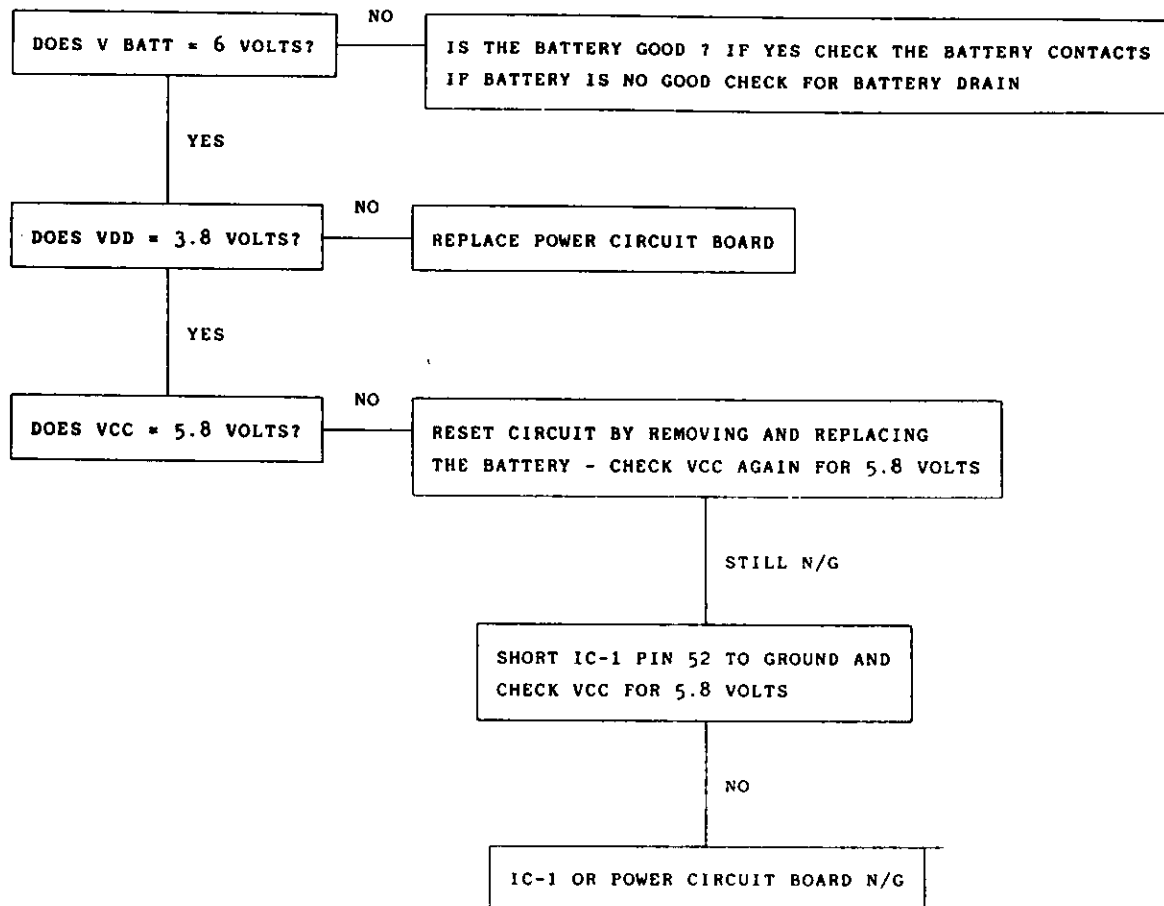 DOES V BATT = 6 VOLTS?
NO
IS THE BATTERY GOOD ? IF YES CHECK THE BATTERY CONTACTS
IF BATTERY IS NO GOOD CHECK FOR BATTERY DRAIN
YES
DOES VDD = 3.8 VOLTS?
NO
REPLACE POWER CIRCUIT BOARD
YES
DOES VCC = 5.8 VOLTS?
NO
RESET CIRCUIT BY REMOVING AND REPLACING
THE BATTERY - CHECK VCC AGAIN FOR 5.8 VOLTS
STILL N/G
SHORT IC-1 PIN 52 TO GROUND AND
CHECK VCC FOR 5.8 VOLTS
NO
IC-1 OR POWER CIRCUIT BOARD N/G